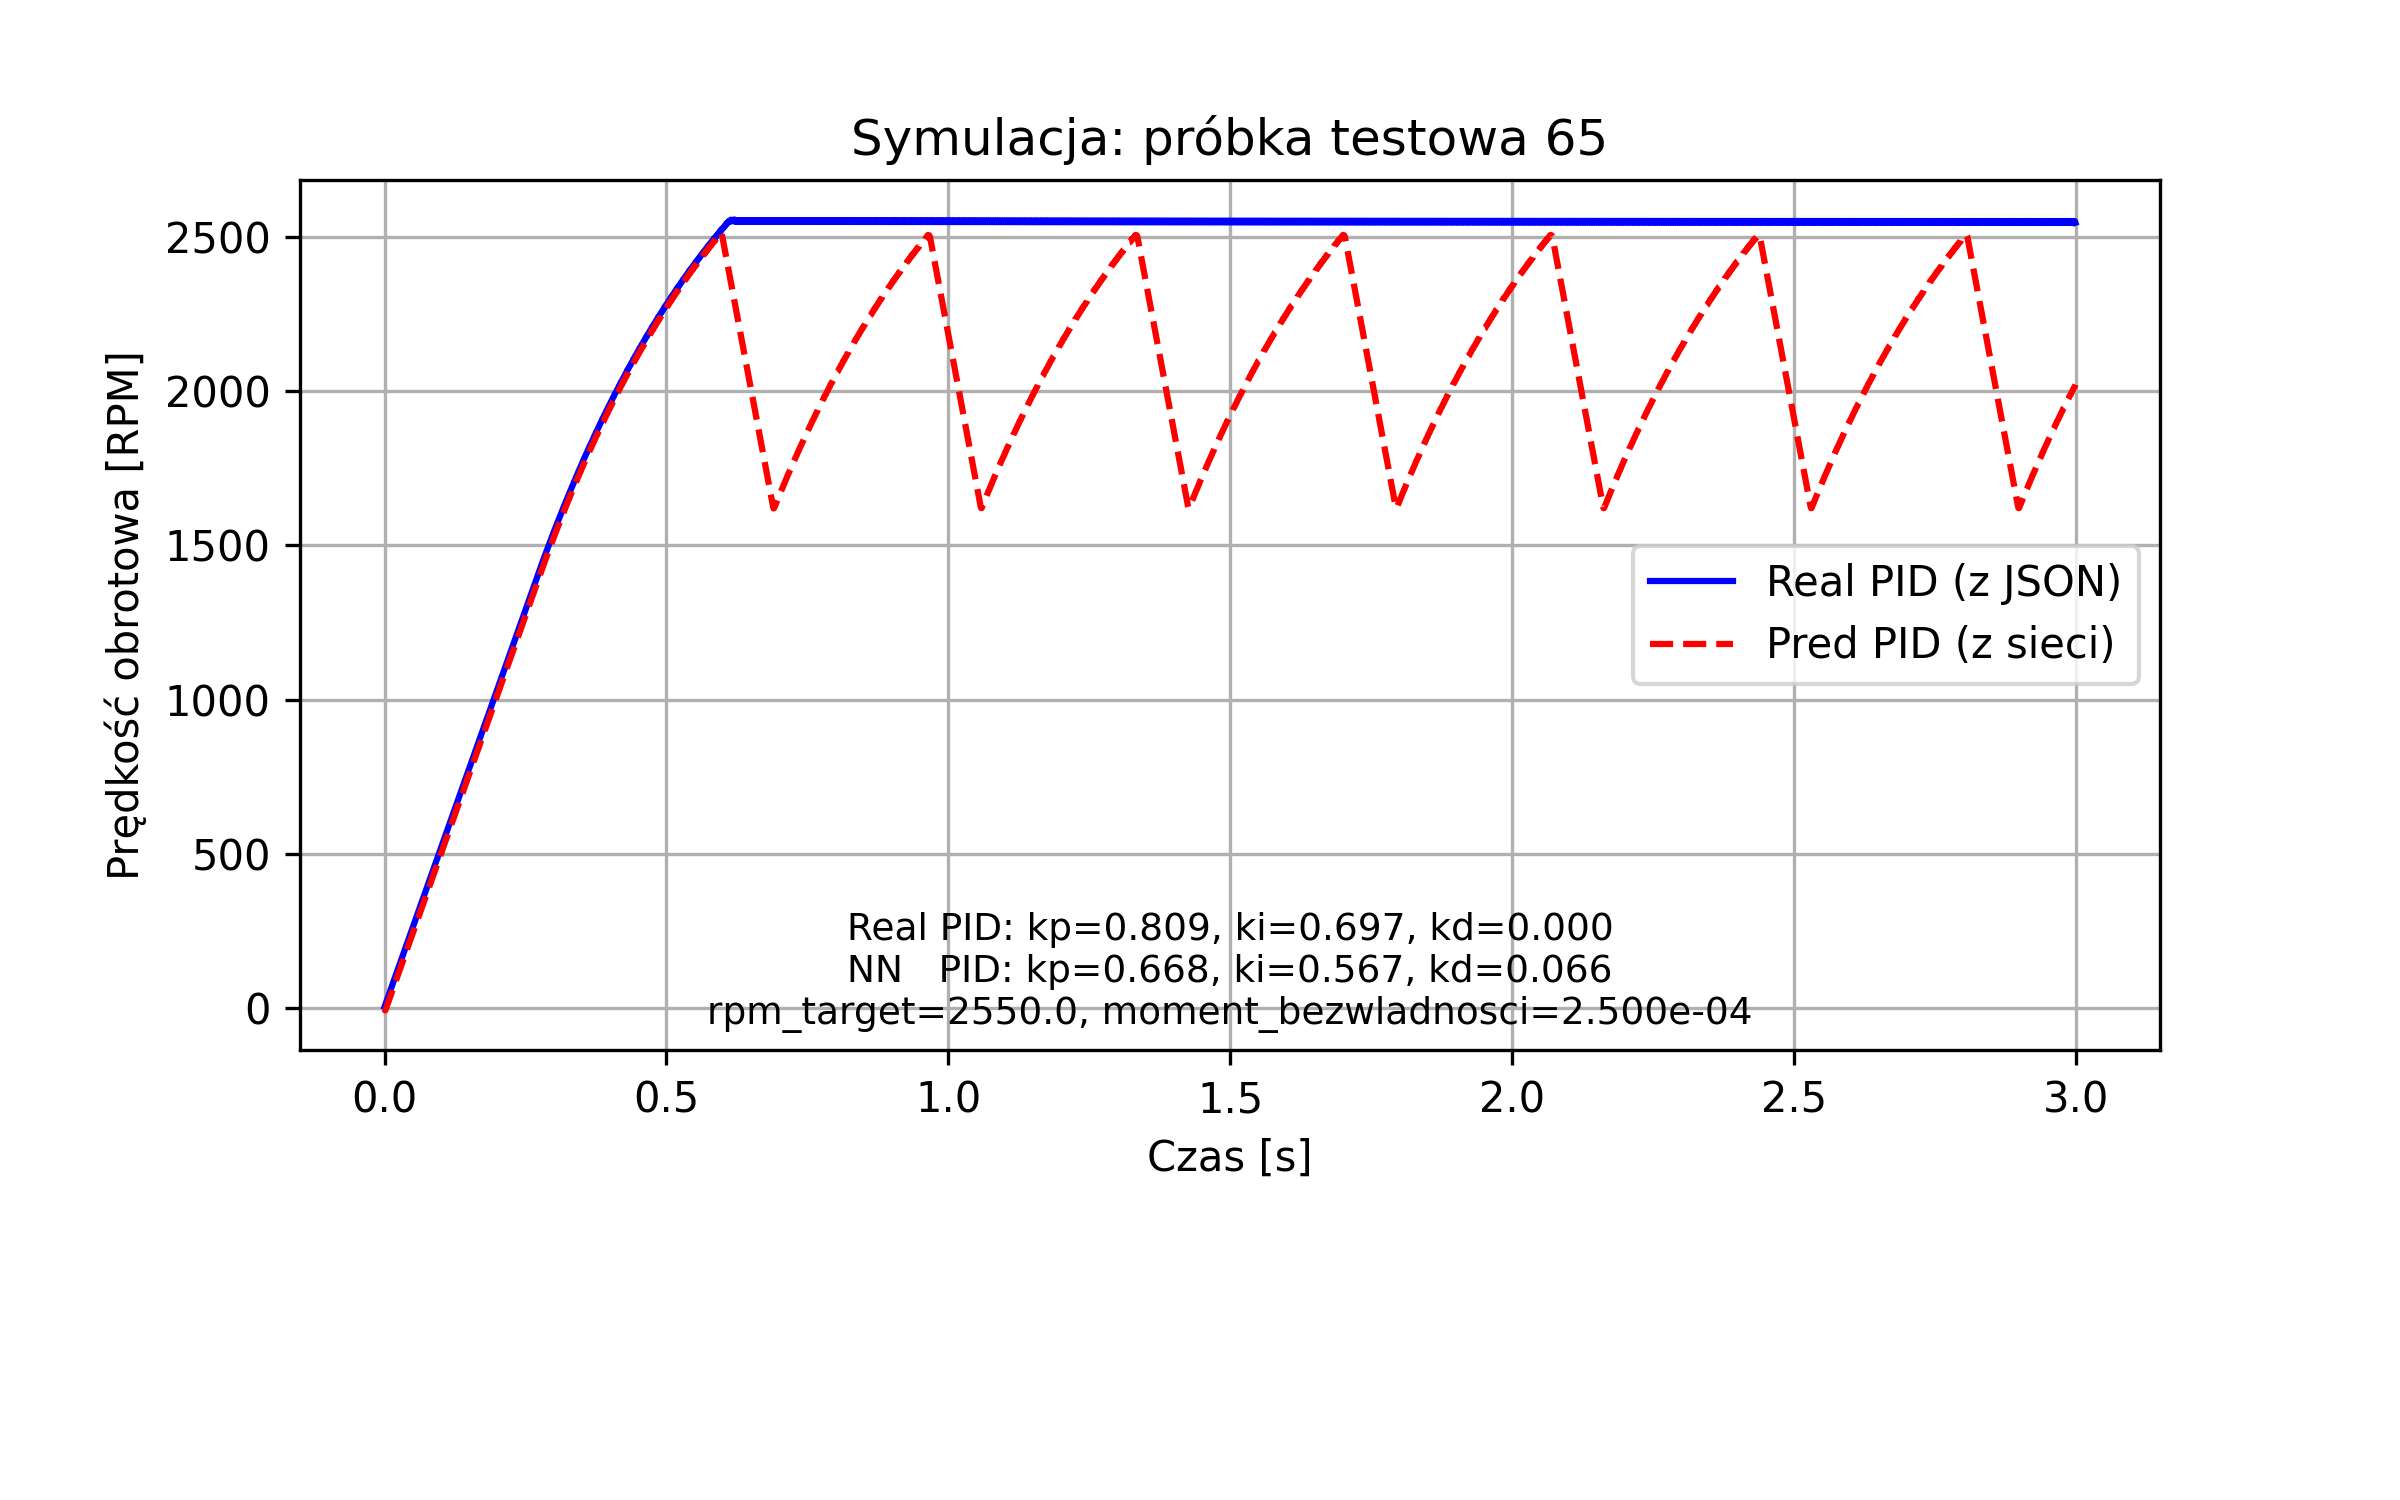 Symulacja: próbka testowa 65
Prędkość obrotowa [RPM]
2500
2000
1500
1000
500
0
Real PID (z JSON)
Pred PID (z sieci)
Real PID: kp=0.809, ki=0.697, kd=0.000
NN   PID: kp=0.668, ki=0.567, kd=0.066
rpm_target=2550.0, moment_bezwladnosci=2.500e-04
0.0 0.5 1.0 1.5 2.0 2.5 3.0
Czas [s]